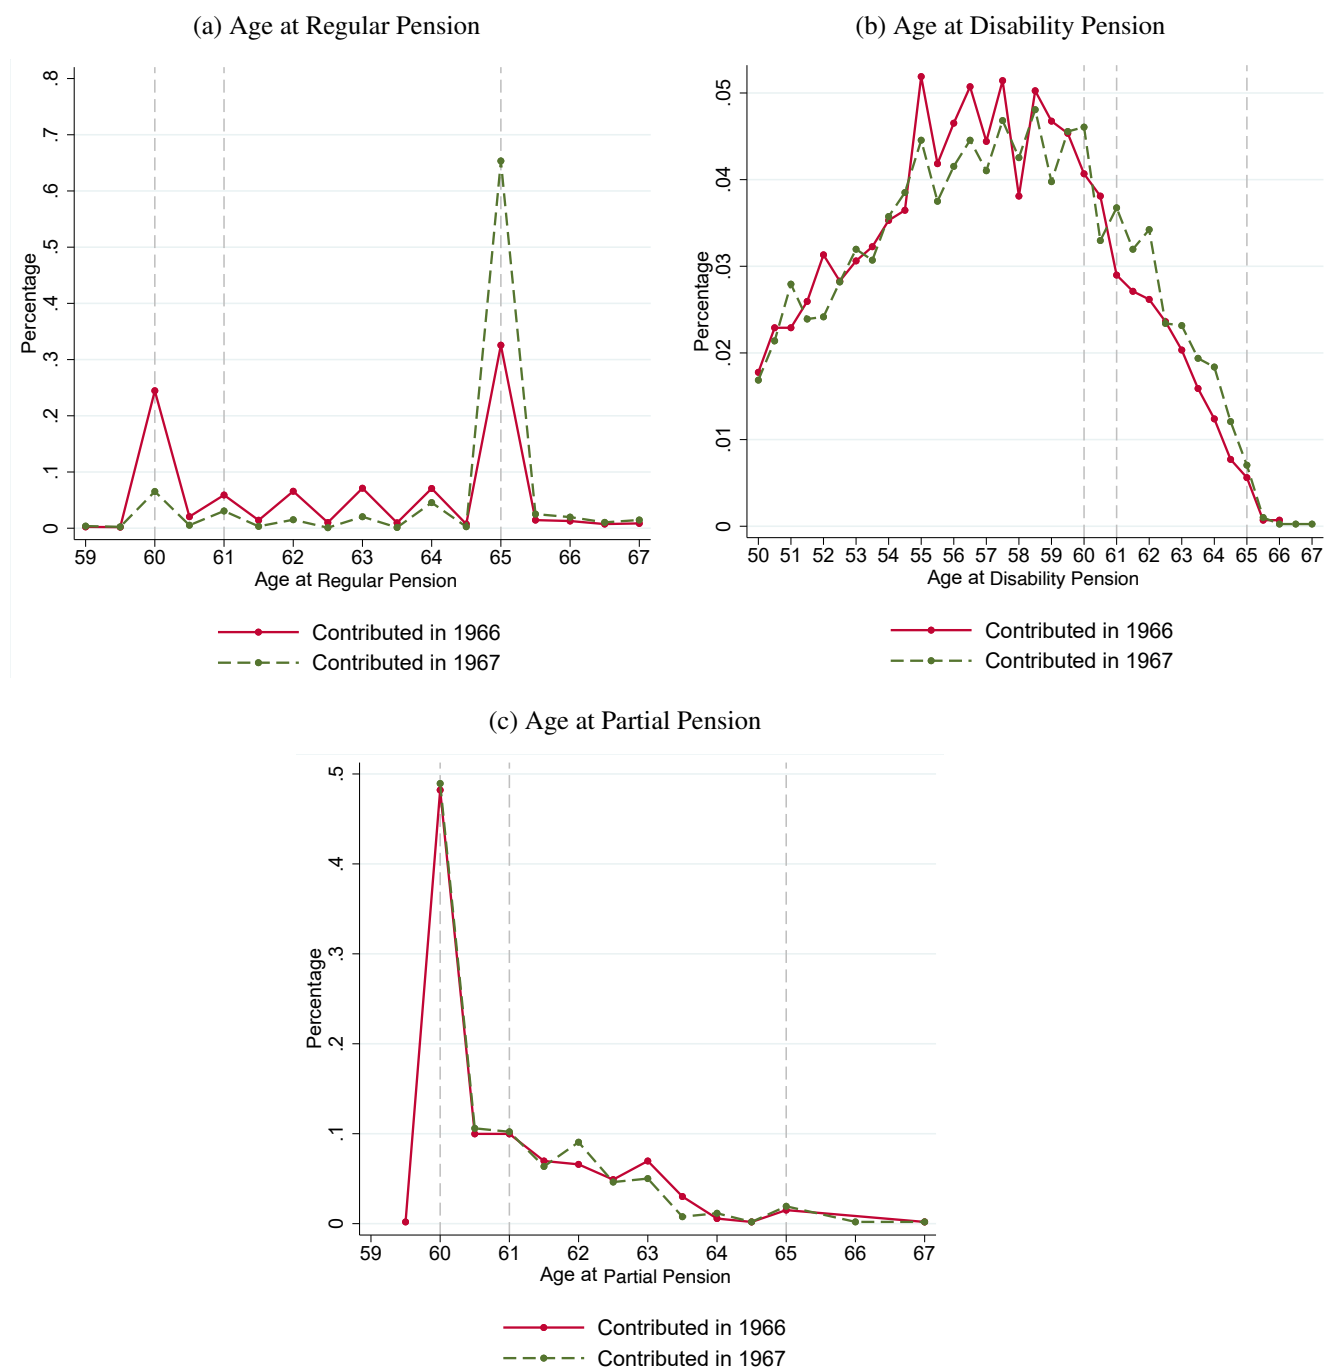 (a) Age at Regular Pension
Percentage
.8
.7
.6
.5
.4
.3
.2
.1
0
59 60 61 62 63 64 65 66 67
Age at Regular Pension
Contributed in 1966
Contributed in 1967
(b) Age at Disability Pension
Percentage
.05
.04
.03
.02
.01
0
50 51 52 53 54 55 56 57 58 59 60 61 62 63 64 65 66 67
Age at Disability Pension
Contributed in 1966
Contributed in 1967
(c) Age at Partial Pension
Percentage
.5
.4
.3
.2
.1
0
59 60 61 62 63 64 65 66 67
Age at Partial Pension
Contributed in 1966
Contributed in 1967